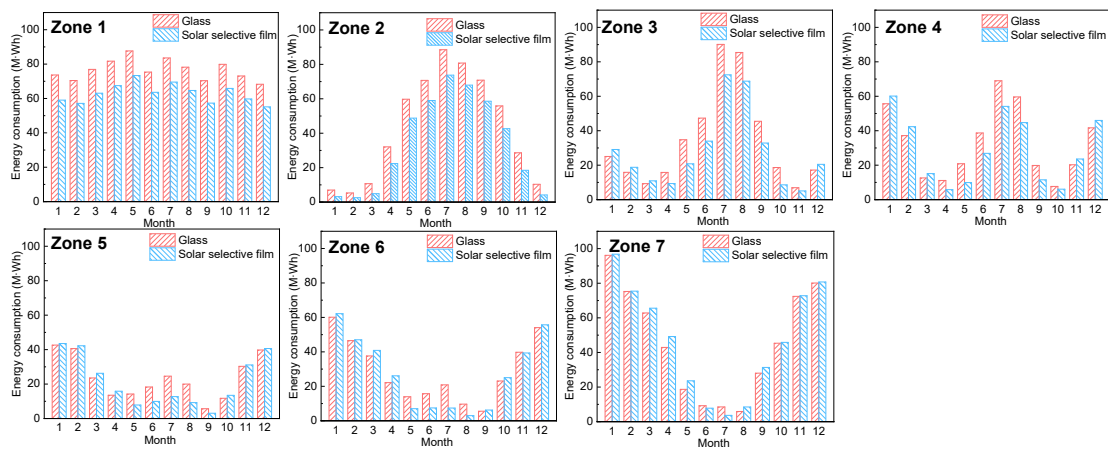 Zone 1
Glass
Solar selective film
Energy consumption (M·Wh)
100
80
60
40
20
0
1 2 3 4 5 6 7 8 9 10 11 12
Month
Zone 2
Glass
Solar selective film
Energy consumption (M·Wh)
100
80
60
40
20
0
1 2 3 4 5 6 7 8 9 10 11 12
Month
Zone 3
Glass
Solar selective film
Energy consumption (M·Wh)
100
80
60
40
20
0
1 2 3 4 5 6 7 8 9 10 11 12
Month
Zone 4
Glass
Solar selective film
Energy consumption (M·Wh)
100
80
60
40
20
0
1 2 3 4 5 6 7 8 9 10 11 12
Month
Zone 5
Glass
Solar selective film
Energy consumption (M·Wh)
100
80
60
40
20
0
1 2 3 4 5 6 7 8 9 10 11 12
Month
Zone 6
Glass
Solar selective film
Energy consumption (M·Wh)
100
80
60
40
20
0
1 2 3 4 5 6 7 8 9 10 11 12
Month
Zone 7
Glass
Solar selective film
Energy consumption (M·Wh)
100
80
60
40
20
0
1 2 3 4 5 6 7 8 9 10 11 12
Month